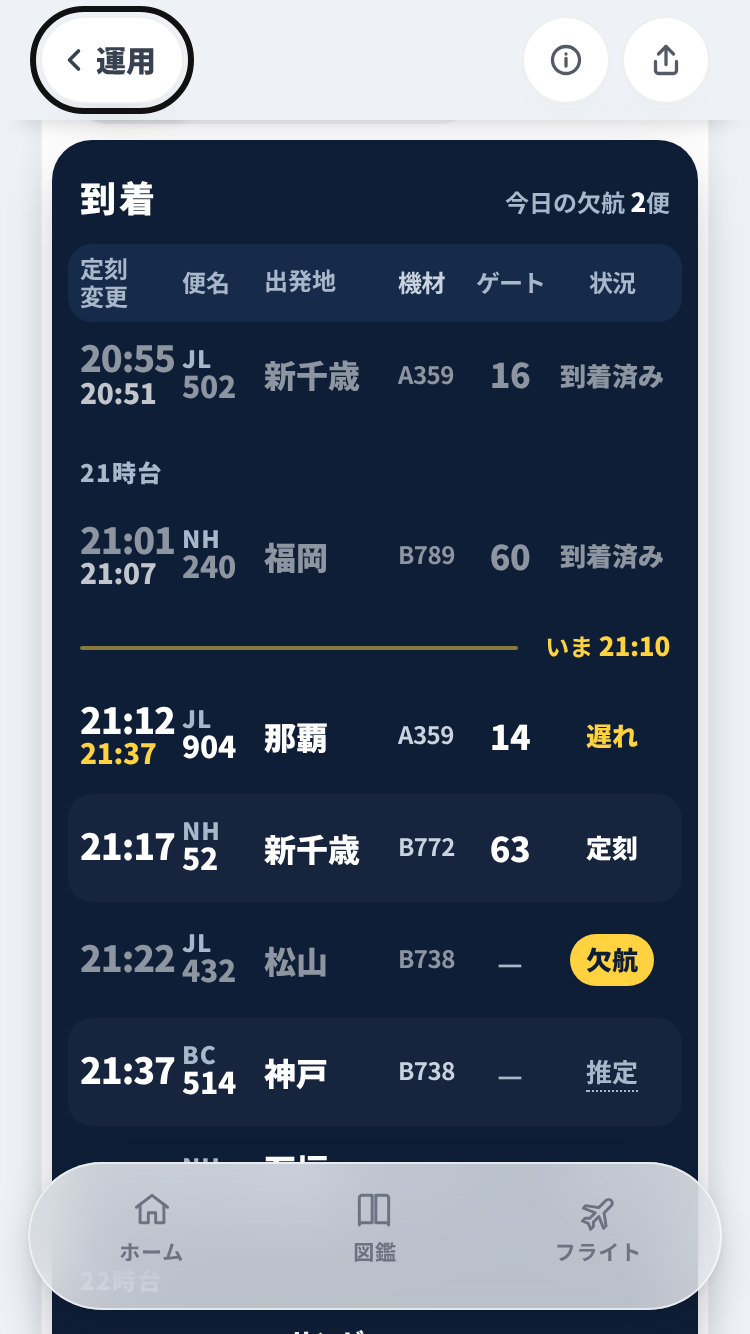 運用
到着
今日の欠航 2便
定刻
変更
便名
出発地
機材
ゲート
状況
20:55
20:51
JL
502
新千歳
A359
16
到着済み
21時台
21:01
21:07
NH
240
福岡
B789
60
到着済み
いま 21:10
21:12
21:37
JL
904
那覇
A359
14
遅れ
21:17
NH
52
新千歳
B772
63
定刻
21:22
JL
432
松山
B738
—
欠航
21:37
BC
514
神戸
B738
—
推定
ホーム
図鑑
フライト
22時台